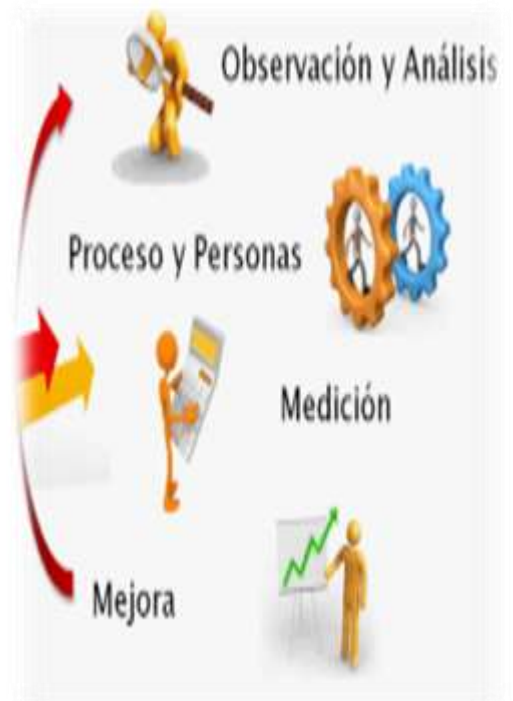 Observación y Análisis
Proceso y Personas
Medición
Mejora